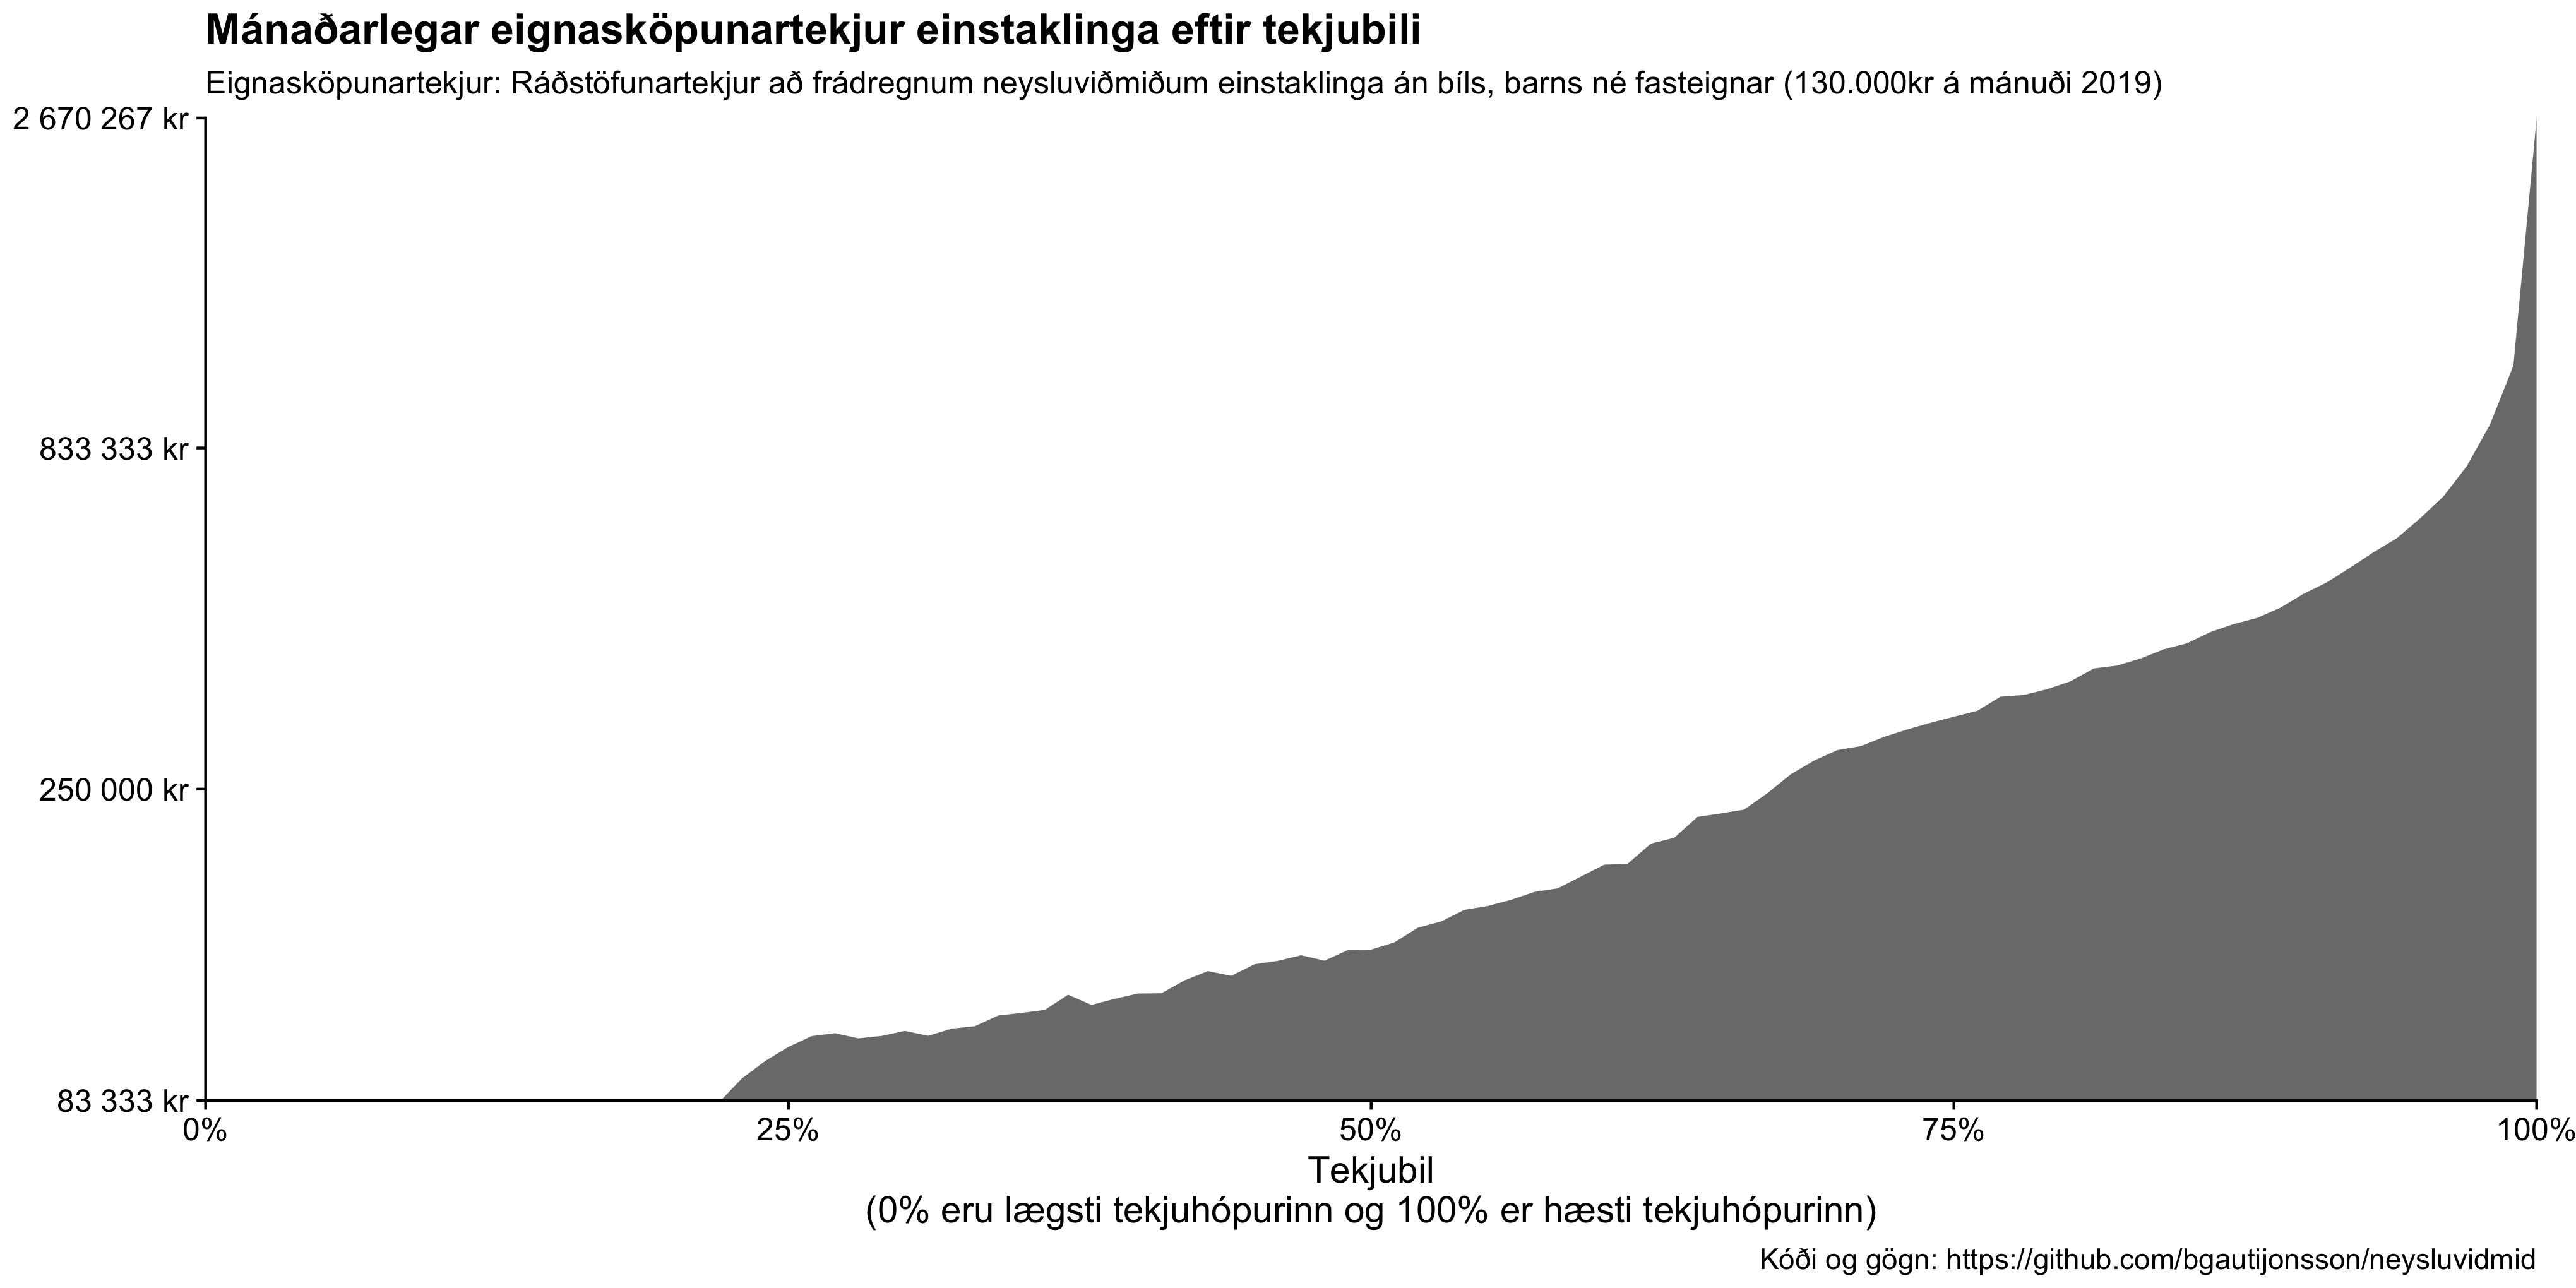 Mánaðarlegar eignasköpunartekjur einstaklinga eftir tekjubili
Eignasköpunartekjur: Ráðstöfunartekjur að frádregnum neysluviðmiðum einstaklinga án bíls, barns né fasteignar (130.000kr á mánuði 2019)
2 670 267 kr
833 333 kr
250 000 kr
83 333 kr
0%
25%
50%
75%
100%
Tekjubil
(0% eru lægsti tekjuhópurinn og 100% er hæsti tekjuhópurinn)
Kóði og gögn: https://github.com/bgautijonsson/neysluvidmid